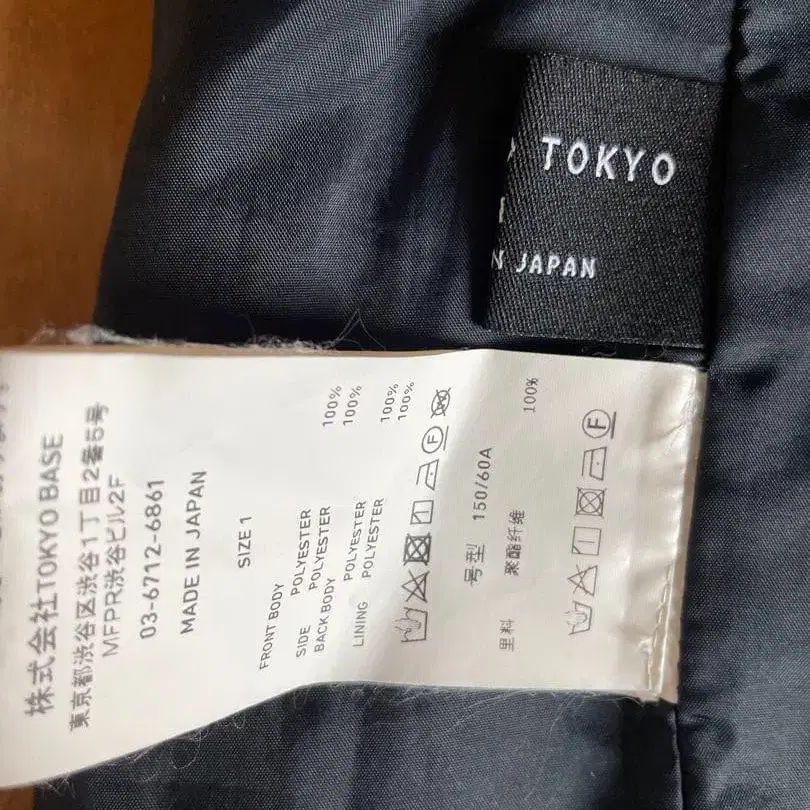 TOKYO
N JAPAN
株式会社TOKYO BASE
東京都渋谷区渋谷1丁目2番5号
MFPR渋谷ビル2F
03-6712-6861
MADE IN JAPAN
SIZE 1
FRONT BODY
POLYESTER 100%
SIDE POLYESTER 100%
BACK BODY
POLYESTER 100%
LINING POLYESTER 100%
F
号型 150/60A
里料 聚酯纤维 100%
F